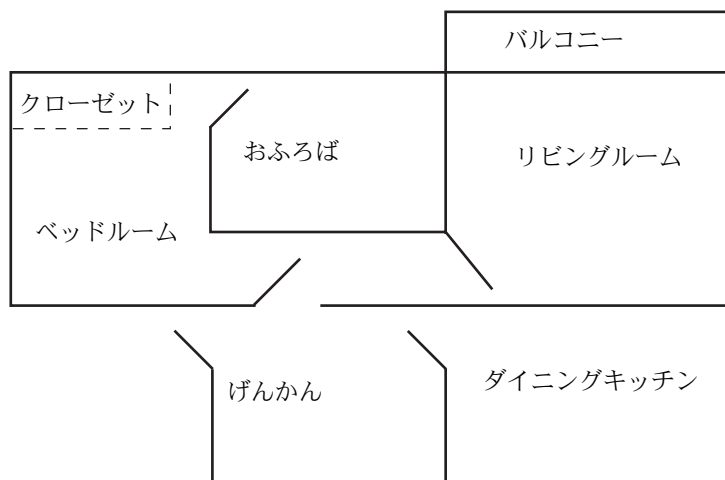 バルコニー
クローゼット
おふろば
リビングルーム
ベッドルーム
げんかん
ダイニングキッチン